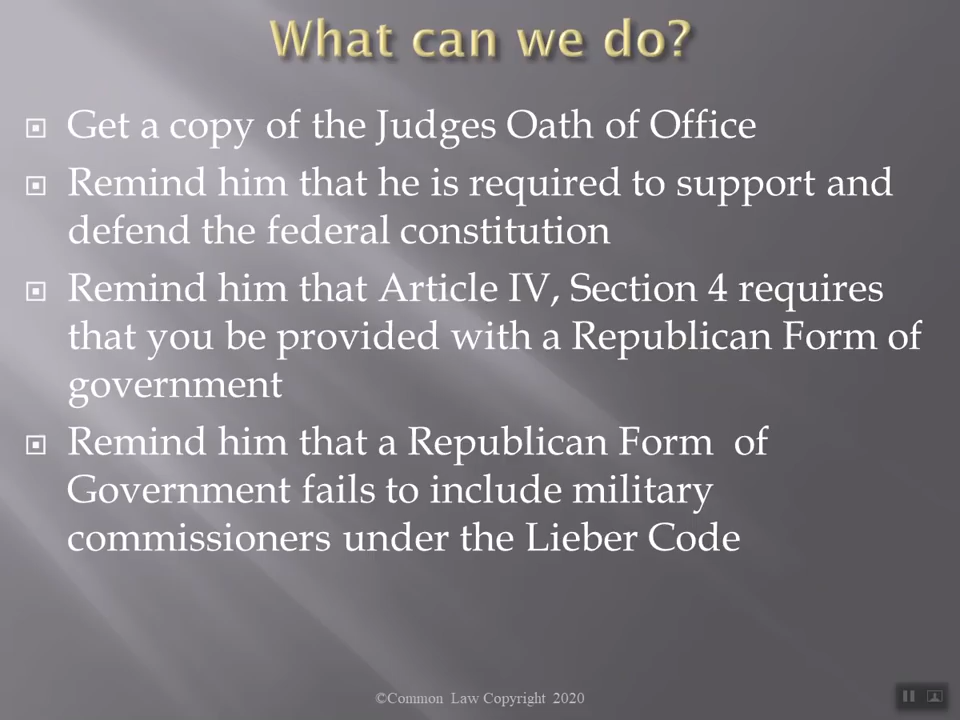 What can we do?
Get a copy of the Judges Oath of Office
Remind him that he is required to support and
defend the federal constitution
Remind him that Article IV, Section 4 requires
that you be provided with a Republican Form of
government
Remind him that a Republican Form  of
Government fails to include military
commissioners under the Lieber Code
©Common Law Copyright 2020